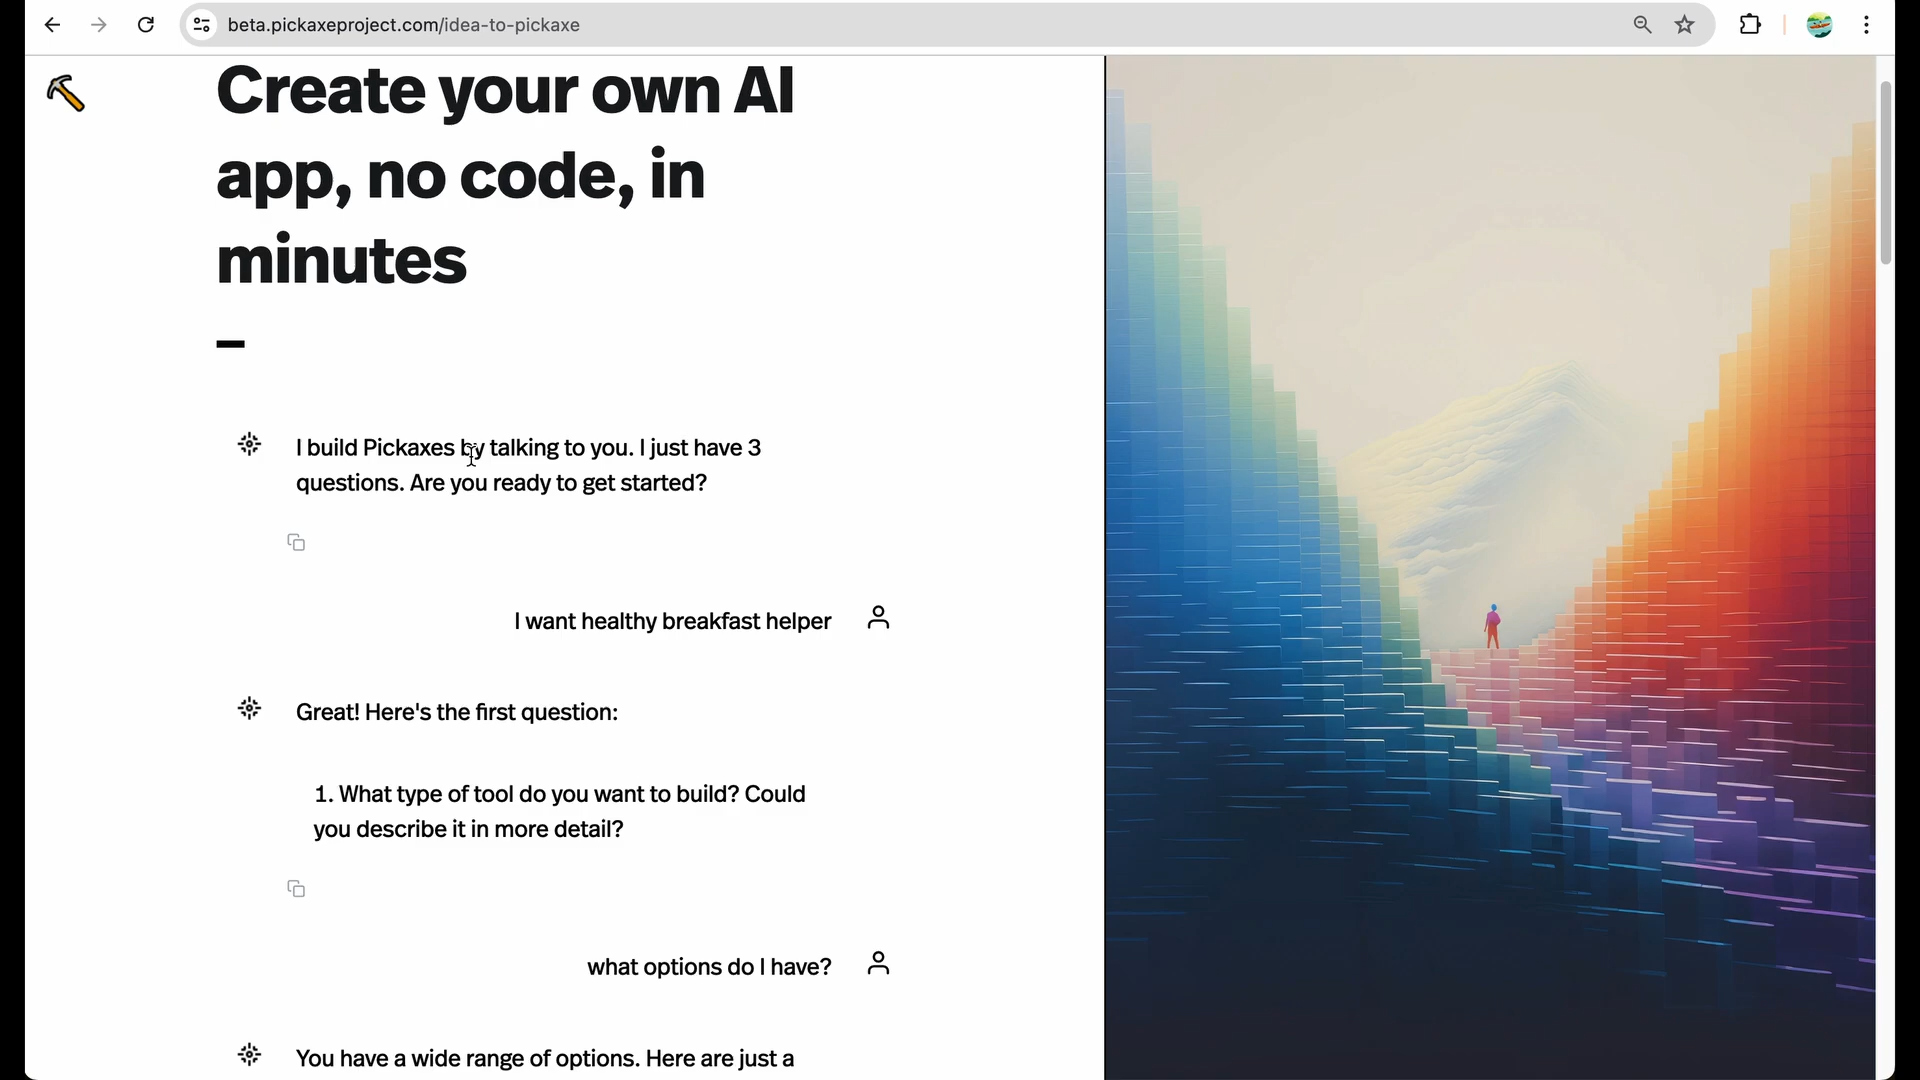 beta.pickaxeproject.com/idea-to-pickaxe
Create your own AI
app, no code, in
minutes
I build Pickaxes by talking to you. I just have 3
questions. Are you ready to get started?
I want healthy breakfast helper
Great! Here's the first question:
1. What type of tool do you want to build? Could
you describe it in more detail?
what options do I have?
You have a wide range of options. Here are just a